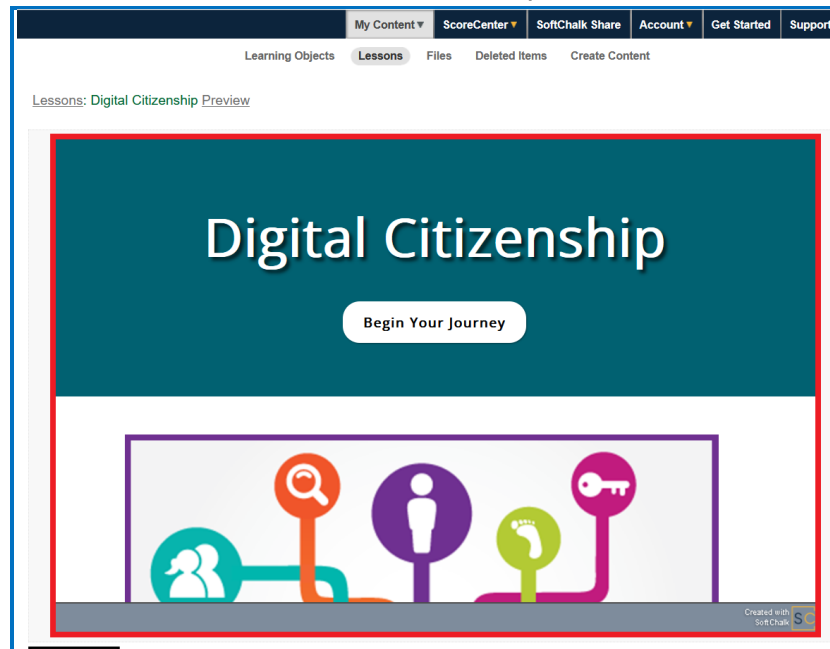 My Content▼ ScoreCenter▼ SoftChalk Share Account▼ Get Started Support
Learning Objects Lessons Files Deleted Items Create Content
Lessons: Digital Citizenship Preview
Digital Citizenship
Begin Your Journey
Created with
SoftChalk
SC